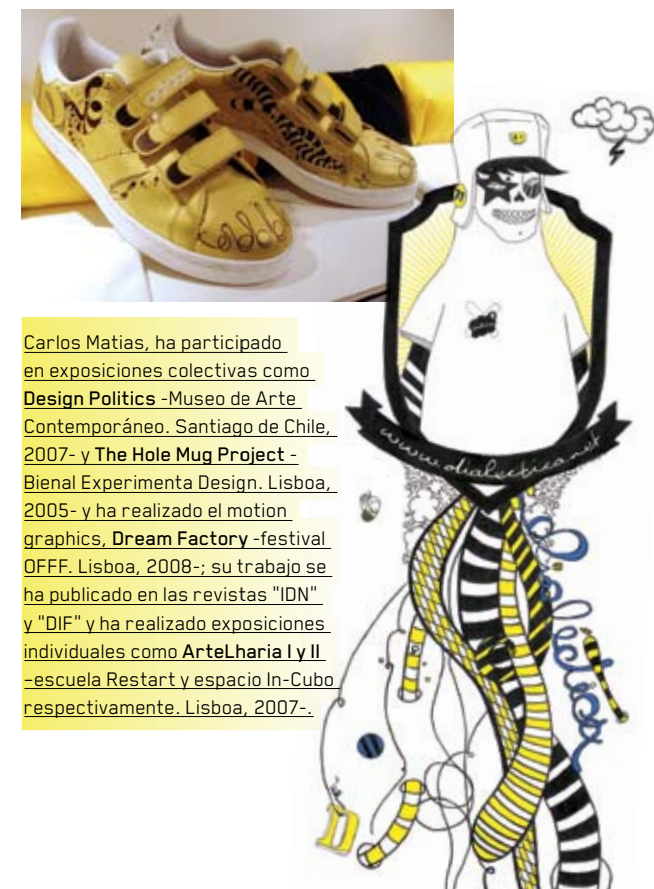 Carlos Matias, ha participado
en exposiciones colectivas como
Design Politics -Museo de Arte
Contemporáneo. Santiago de Chile,
2007- y The Hole Mug Project -
Bienal Experimenta Design. Lisboa,
2005- y ha realizado el motion
graphics, Dream Factory -festival
OFFF. Lisboa, 2008-; su trabajo se
ha publicado en las revistas "IDN"
y "DIF" y ha realizado exposiciones
individuales como ArteLharia I y II
–escuela Restart y espacio In-Cubo
respectivamente. Lisboa, 2007-.
www.dialectica.net
D